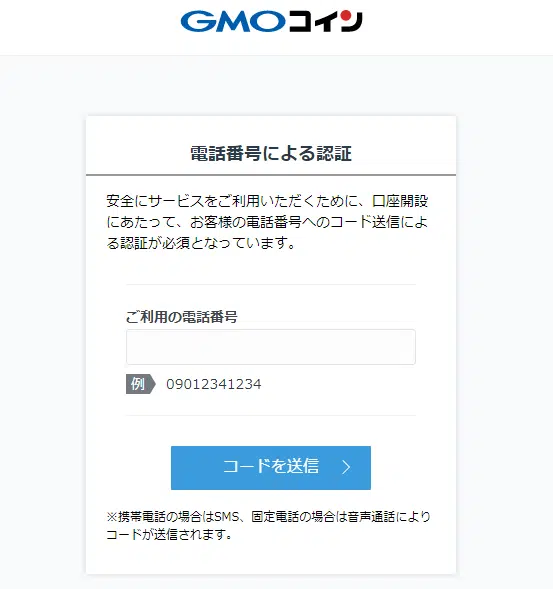 GMOコイン
電話番号による認証
安全にサービスをご利用いただくために、口座開設
にあたって、お客様の電話番号へのコード送信によ
る認証が必須となっています。
ご利用の電話番号
例 09012341234
コードを送信
※携帯電話の場合はSMS、固定電話の場合は音声通話により
コードが送信されます。